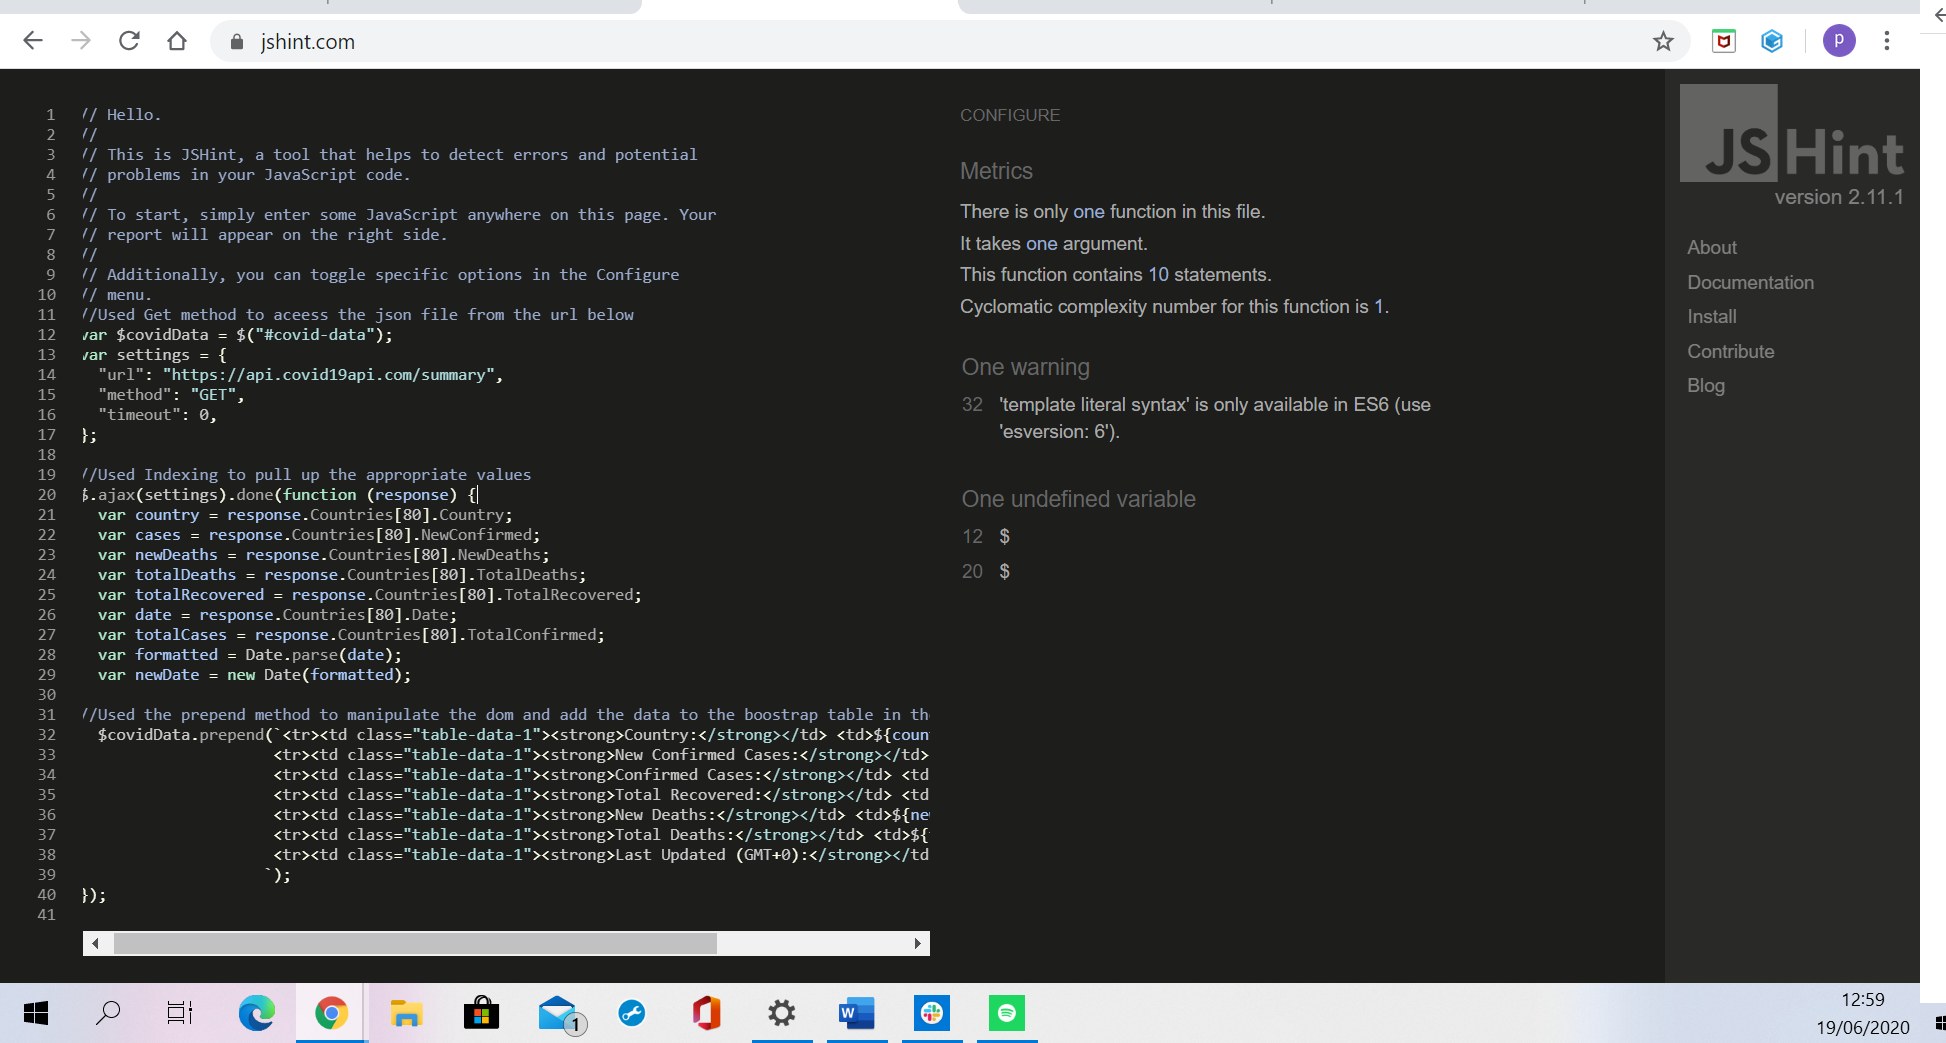 jshint.com
P
1 // Hello.
2 //
3 // This is JSHint, a tool that helps to detect errors and potential
4 // problems in your JavaScript code.
5 //
6 // To start, simply enter some JavaScript anywhere on this page. Your
7 // report will appear on the right side.
8 //
9 // Additionally, you can toggle specific options in the Configure
10 // menu.
11 //Used Get method to aceess the json file from the url below
12 var $covidData = $("#covid-data");
13 var settings = {
14 "url": "https://api.covid19api.com/summary",
15 "method": "GET",
16 "timeout": 0,
17 };
18
19 //Used Indexing to pull up the appropriate values
20 $.ajax(settings).done(function (response) {
21 var country = response.Countries[80].Country;
22 var cases = response.Countries[80].NewConfirmed;
23 var newDeaths = response.Countries[80].NewDeaths;
24 var totalDeaths = response.Countries[80].TotalDeaths;
25 var totalRecovered = response.Countries[80].TotalRecovered;
26 var date = response.Countries[80].Date;
27 var totalCases = response.Countries[80].TotalConfirmed;
28 var formatted = Date.parse(date);
29 var newDate = new Date(formatted);
30
31 //Used the prepend method to manipulate the dom and add the data to the boostrap table in th
32 $covidData.prepend(`<tr><td class="table-data-1"><strong>Country:</strong></td> <td>${coun
33 <tr><td class="table-data-1"><strong>New Confirmed Cases:</strong></td>
34 <tr><td class="table-data-1"><strong>Confirmed Cases:</strong></td> <td
35 <tr><td class="table-data-1"><strong>Total Recovered:</strong></td> <td
36 <tr><td class="table-data-1"><strong>New Deaths:</strong></td> <td>${ne
37 <tr><td class="table-data-1"><strong>Total Deaths:</strong></td> <td>${
38 <tr><td class="table-data-1"><strong>Last Updated (GMT+0):</strong></td
39 `);
40 });
41
CONFIGURE
Metrics
There is only one function in this file.
It takes one argument.
This function contains 10 statements.
Cyclomatic complexity number for this function is 1.
One warning
32 'template literal syntax' is only available in ES6 (use
'esversion: 6').
One undefined variable
12 $
20 $
JSHint
version 2.11.1
About
Documentation
Install
Contribute
Blog
1
W
12:59
19/06/2020